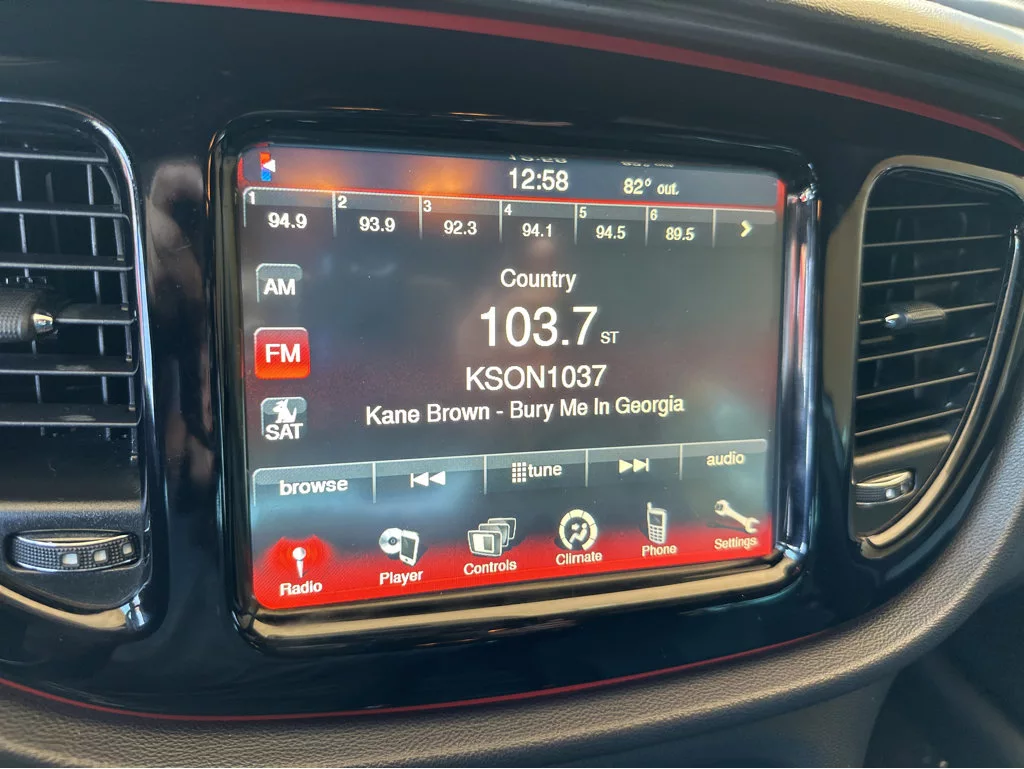 12:58
82° out.
1 2 3 4 5 6
94.9 93.9 92.3 94.1 94.5 89.5
AM
Country
103.7 ST
FM
KSON1037
Kane Brown - Bury Me In Georgia
SAT
browse tune audio
Radio Player Controls Climate Phone Settings